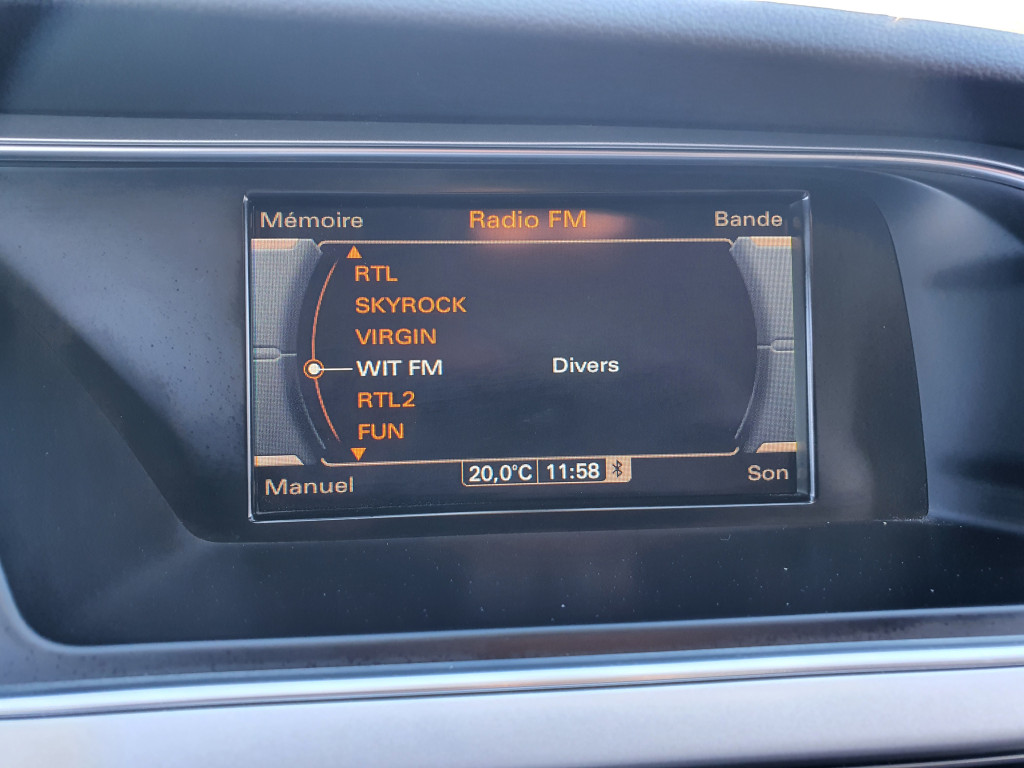 Mémoire Radio FM Bande
RTL
SKYROCK
VIRGIN
WIT FM Divers
RTL2
FUN
Manuel 20,0°C 11:58 Son